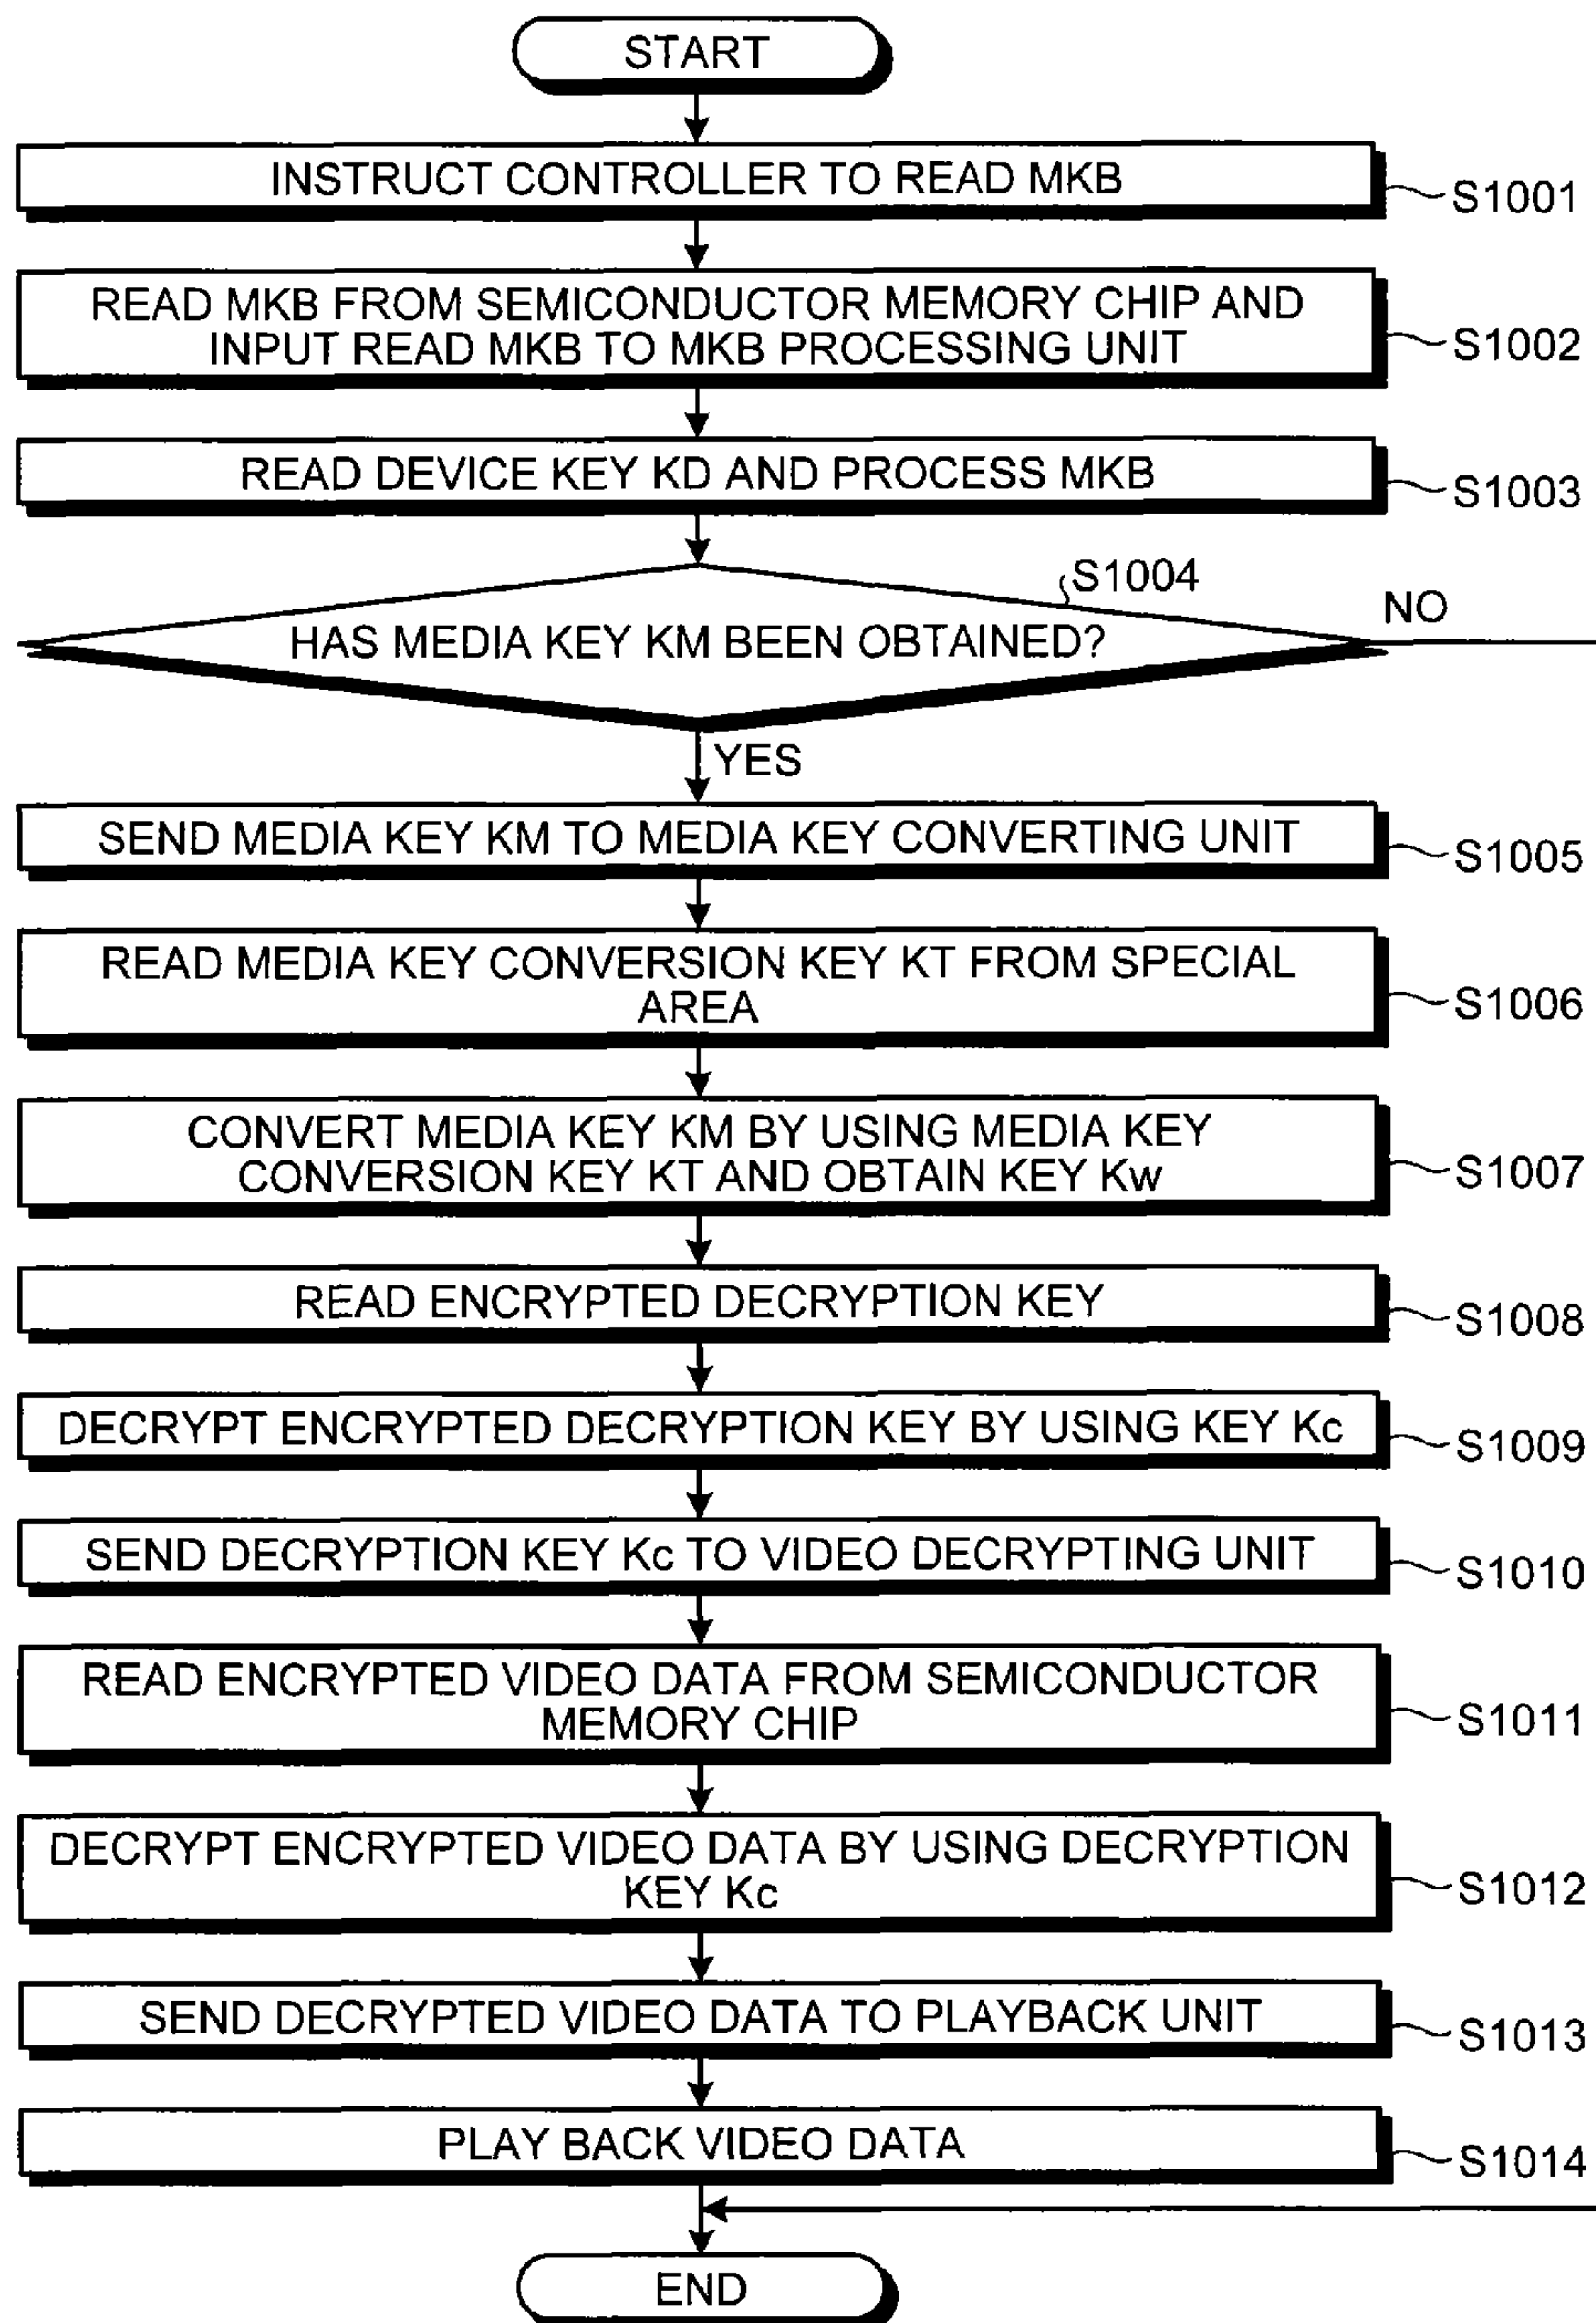 START
INSTRUCT CONTROLLER TO READ MKB
S1001
READ MKB FROM SEMICONDUCTOR MEMORY CHIP AND
INPUT READ MKB TO MKB PROCESSING UNIT
S1002
READ DEVICE KEY KD AND PROCESS MKB
S1003
S1004
HAS MEDIA KEY KM BEEN OBTAINED?
NO
YES
SEND MEDIA KEY KM TO MEDIA KEY CONVERTING UNIT
S1005
READ MEDIA KEY CONVERSION KEY KT FROM SPECIAL
AREA
S1006
CONVERT MEDIA KEY KM BY USING MEDIA KEY
CONVERSION KEY KT AND OBTAIN KEY Kw
S1007
READ ENCRYPTED DECRYPTION KEY
S1008
DECRYPT ENCRYPTED DECRYPTION KEY BY USING KEY Kc
S1009
SEND DECRYPTION KEY Kc TO VIDEO DECRYPTING UNIT
S1010
READ ENCRYPTED VIDEO DATA FROM SEMICONDUCTOR
MEMORY CHIP
S1011
DECRYPT ENCRYPTED VIDEO DATA BY USING DECRYPTION
KEY Kc
S1012
SEND DECRYPTED VIDEO DATA TO PLAYBACK UNIT
S1013
PLAY BACK VIDEO DATA
S1014
END